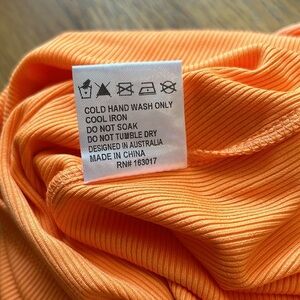 COLD HAND WASH ONLY
COOL IRON
DO NOT SOAK
DO NOT TUMBLE DRY
DESIGNED IN AUSTRALIA
MADE IN CHINA
RN# 163017